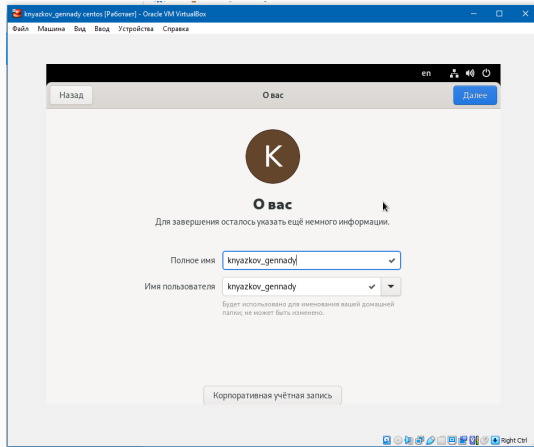 knyazkov_gennady centos [Работает] - Oracle VM VirtualBox
Файл Машина Вид Ввод Устройства Справка
en
Назад О вас Далее
K
О вас
Для завершения осталось указать ещё немного информации.
Полное имя knyazkov_gennady
Имя пользователя knyazkov_gennady
Будет использовано для именования вашей домашней
папки; не может быть изменено.
Корпоративная учётная запись
Right Ctrl